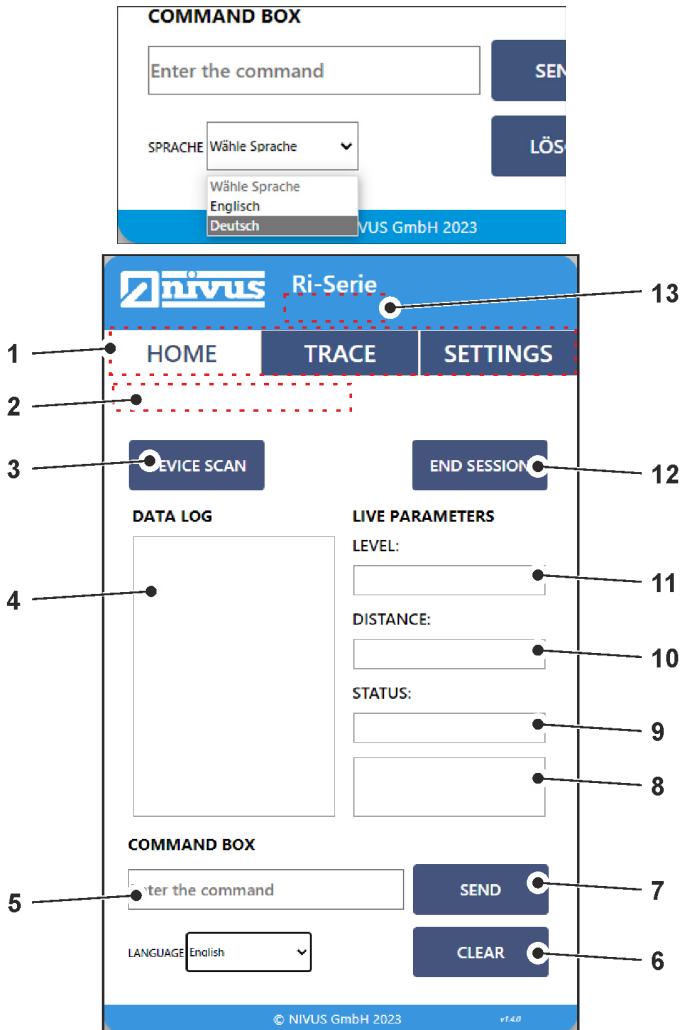 COMMAND BOX
Enter the command
SEN
SPRACHE Wähle Sprache
LÖS
Wähle Sprache
Englisch
Deutsch
VUS GmbH 2023
nivus Ri-Serie
13
1 HOME TRACE SETTINGS
2
3 EVICE SCAN END SESSION 12
DATA LOG LIVE PARAMETERS
LEVEL:
4 11
DISTANCE:
10
STATUS:
9
8
COMMAND BOX
5 ter the command SEND 7
LANGUAGE English CLEAR 6
© NIVUS GmbH 2023 v1.4.0